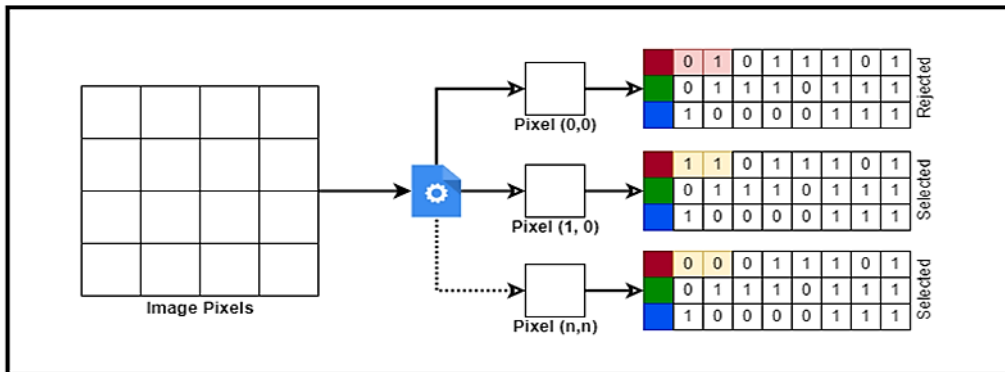 0 1 0 1 1 1 0 1
0 1 1 1 0 1 1 1
1 0 0 0 0 1 1 1
Rejected
Pixel (0,0)
1 1 0 1 1 1 0 1
0 1 1 1 0 1 1 1
1 0 0 0 0 1 1 1
Selected
Pixel (1, 0)
0 0 0 1 1 1 0 1
0 1 1 1 0 1 1 1
1 0 0 0 0 1 1 1
Selected
Pixel (n,n)
Image Pixels